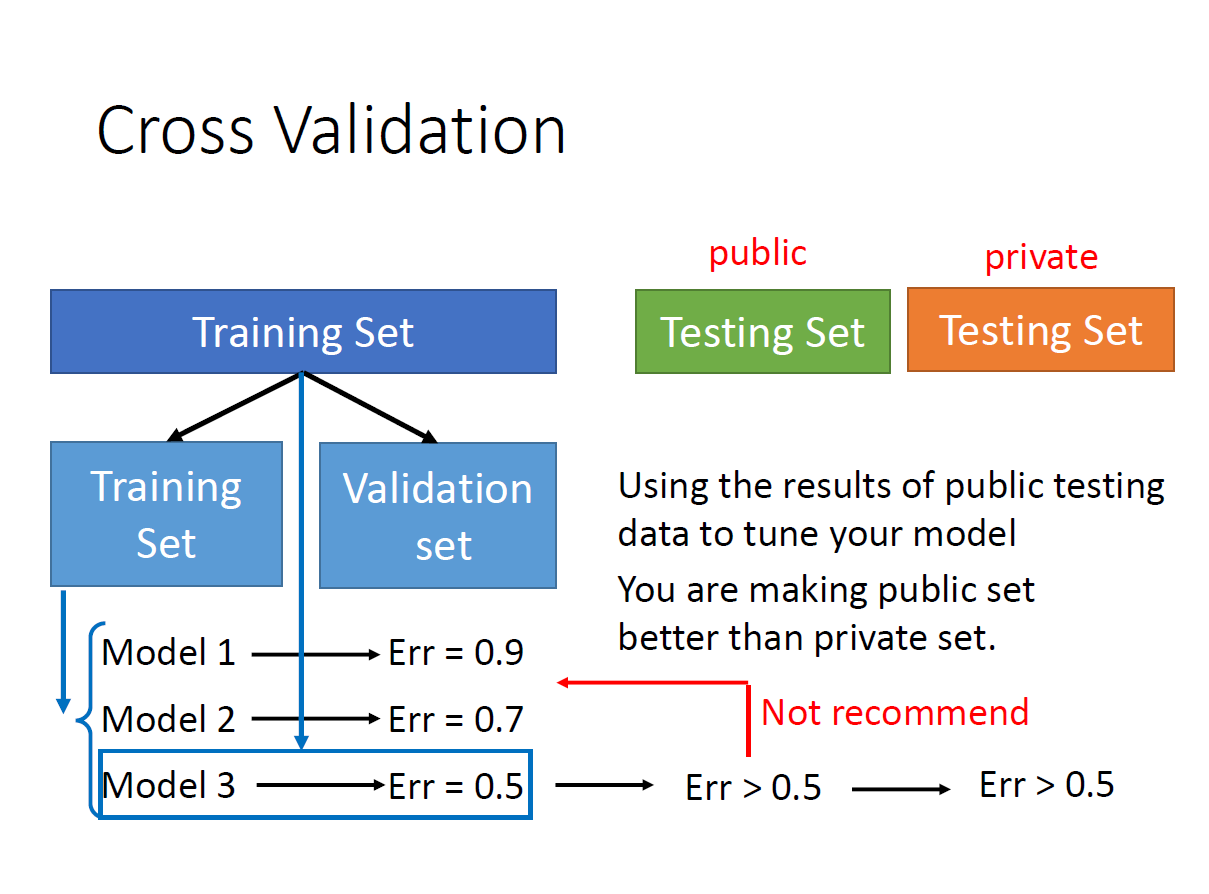 Cross Validation
public
private
Training Set
Testing Set
Testing Set
Training
Set
Validation
set
Using the results of public testing
data to tune your model
You are making public set
better than private set.
Model 1
Err = 0.9
Model 2
Err = 0.7
Not recommend
Model 3
Err = 0.5
Err > 0.5
Err > 0.5